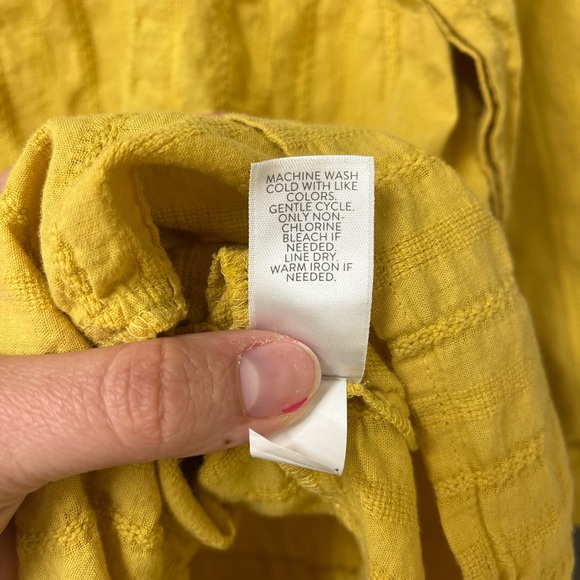 MACHINE WASH
COLD WITH LIKE
COLORS.
GENTLE CYCLE.
ONLY NON-
CHLORINE
BLEACH IF
NEEDED.
LINE DRY.
WARM IRON IF
NEEDED.